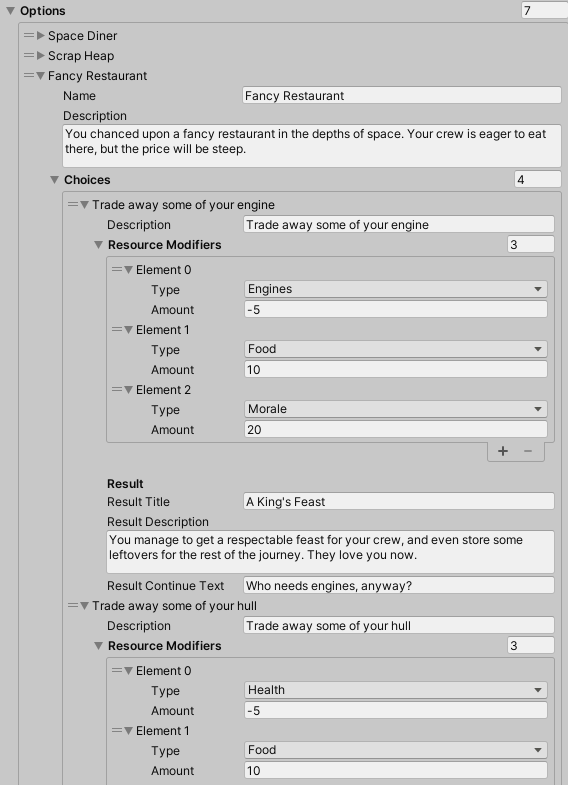 Options 7
Space Diner
Scrap Heap
Fancy Restaurant
Name Fancy Restaurant
Description
You chanced upon a fancy restaurant in the depths of space. Your crew is eager to eat
there, but the price will be steep.
Choices 4
Trade away some of your engine
Description Trade away some of your engine
Resource Modifiers 3
Element 0
Type Engines
Amount -5
Element 1
Type Food
Amount 10
Element 2
Type Morale
Amount 20
+ −
Result
Result Title A King's Feast
Result Description
You manage to get a respectable feast for your crew, and even store some
leftovers for the rest of the journey. They love you now.
Result Continue Text Who needs engines, anyway?
Trade away some of your hull
Description Trade away some of your hull
Resource Modifiers 3
Element 0
Type Health
Amount -5
Element 1
Type Food
Amount 10